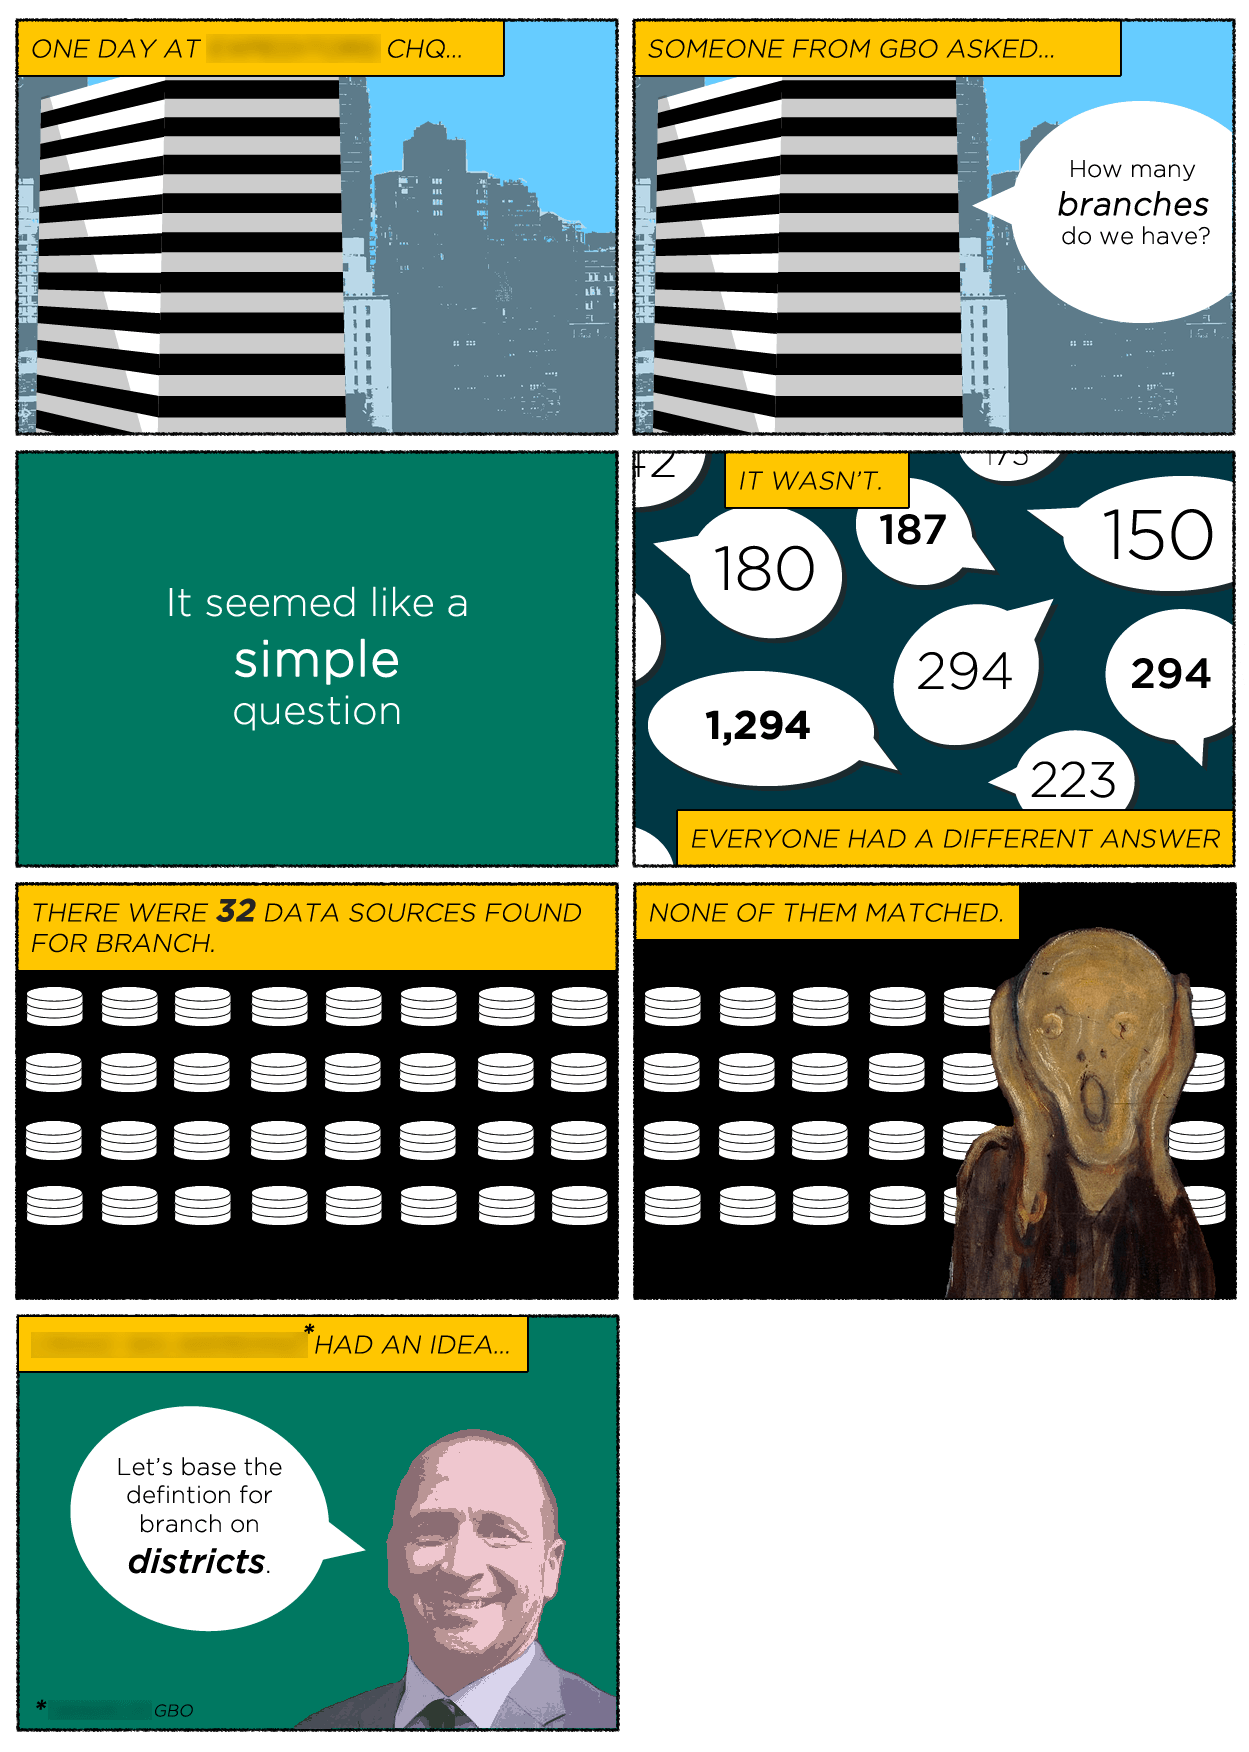 ONE DAY AT CHQ...
SOMEONE FROM GBO ASKED...
How many
branches
do we have?
It seemed like a
simple
question
IT WASN'T.
42
175
180
187
150
294
294
1,294
223
EVERYONE HAD A DIFFERENT ANSWER
THERE WERE 32 DATA SOURCES FOUND
FOR BRANCH.
NONE OF THEM MATCHED.
*HAD AN IDEA...
Let's base the
defintion for
branch on
districts.
* GBO